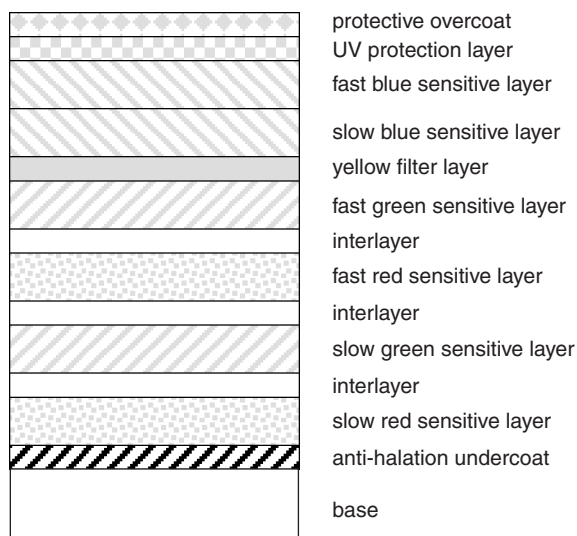 protective overcoat
UV protection layer
fast blue sensitive layer
slow blue sensitive layer
yellow filter layer
fast green sensitive layer
interlayer
fast red sensitive layer
interlayer
slow green sensitive layer
interlayer
slow red sensitive layer
anti-halation undercoat
base